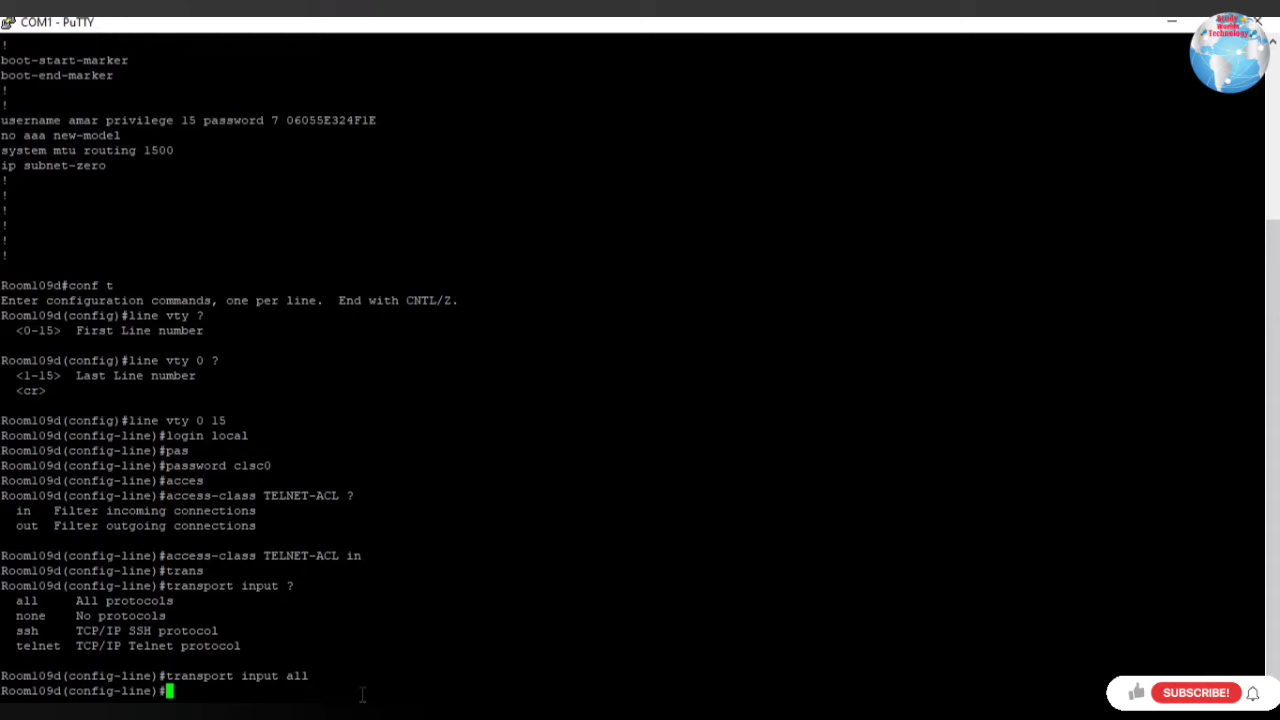 COM1 - PuTTY
Study
Worlds
Technology
!
boot-start-marker
boot-end-marker
!
!
username amar privilege 15 password 7 06055E324F1E
no aaa new-model
system mtu routing 1500
ip subnet-zero
!
!
!
!
!
!
Room109d#conf t
Enter configuration commands, one per line.  End with CNTL/Z.
Room109d(config)#line vty ?
  <0-15>  First Line number
Room109d(config)#line vty 0 ?
  <1-15>  Last Line number
  <cr>
Room109d(config)#line vty 0 15
Room109d(config-line)#login local
Room109d(config-line)#pas
Room109d(config-line)#password c1sc0
Room109d(config-line)#acces
Room109d(config-line)#access-class TELNET-ACL ?
  in   Filter incoming connections
  out  Filter outgoing connections
Room109d(config-line)#access-class TELNET-ACL in
Room109d(config-line)#trans
Room109d(config-line)#transport input ?
  all     All protocols
  none    No protocols
  ssh     TCP/IP SSH protocol
  telnet  TCP/IP Telnet protocol
Room109d(config-line)#transport input all
Room109d(config-line)#
SUBSCRIBE!